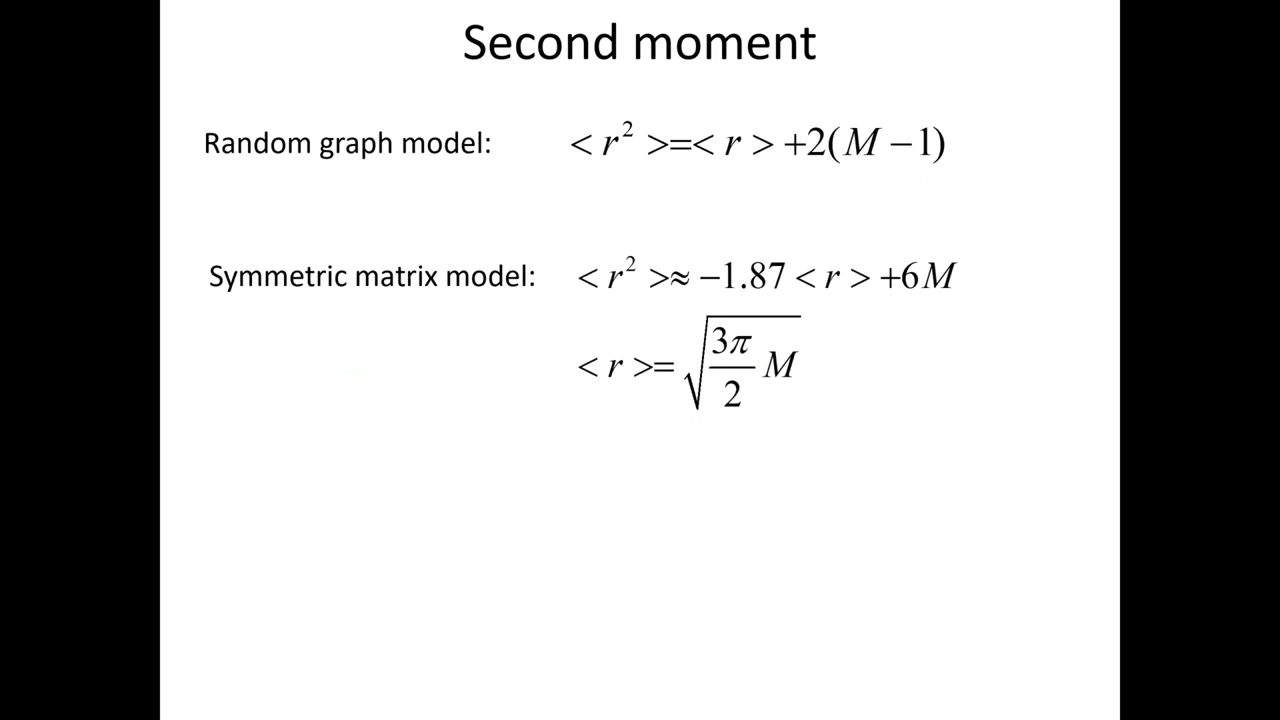 Second moment
Random graph model: < r² >=< r > +2(M − 1)
Symmetric matrix model: < r² >≈ −1.87 < r > +6M
< r >= √(3π/2 M)